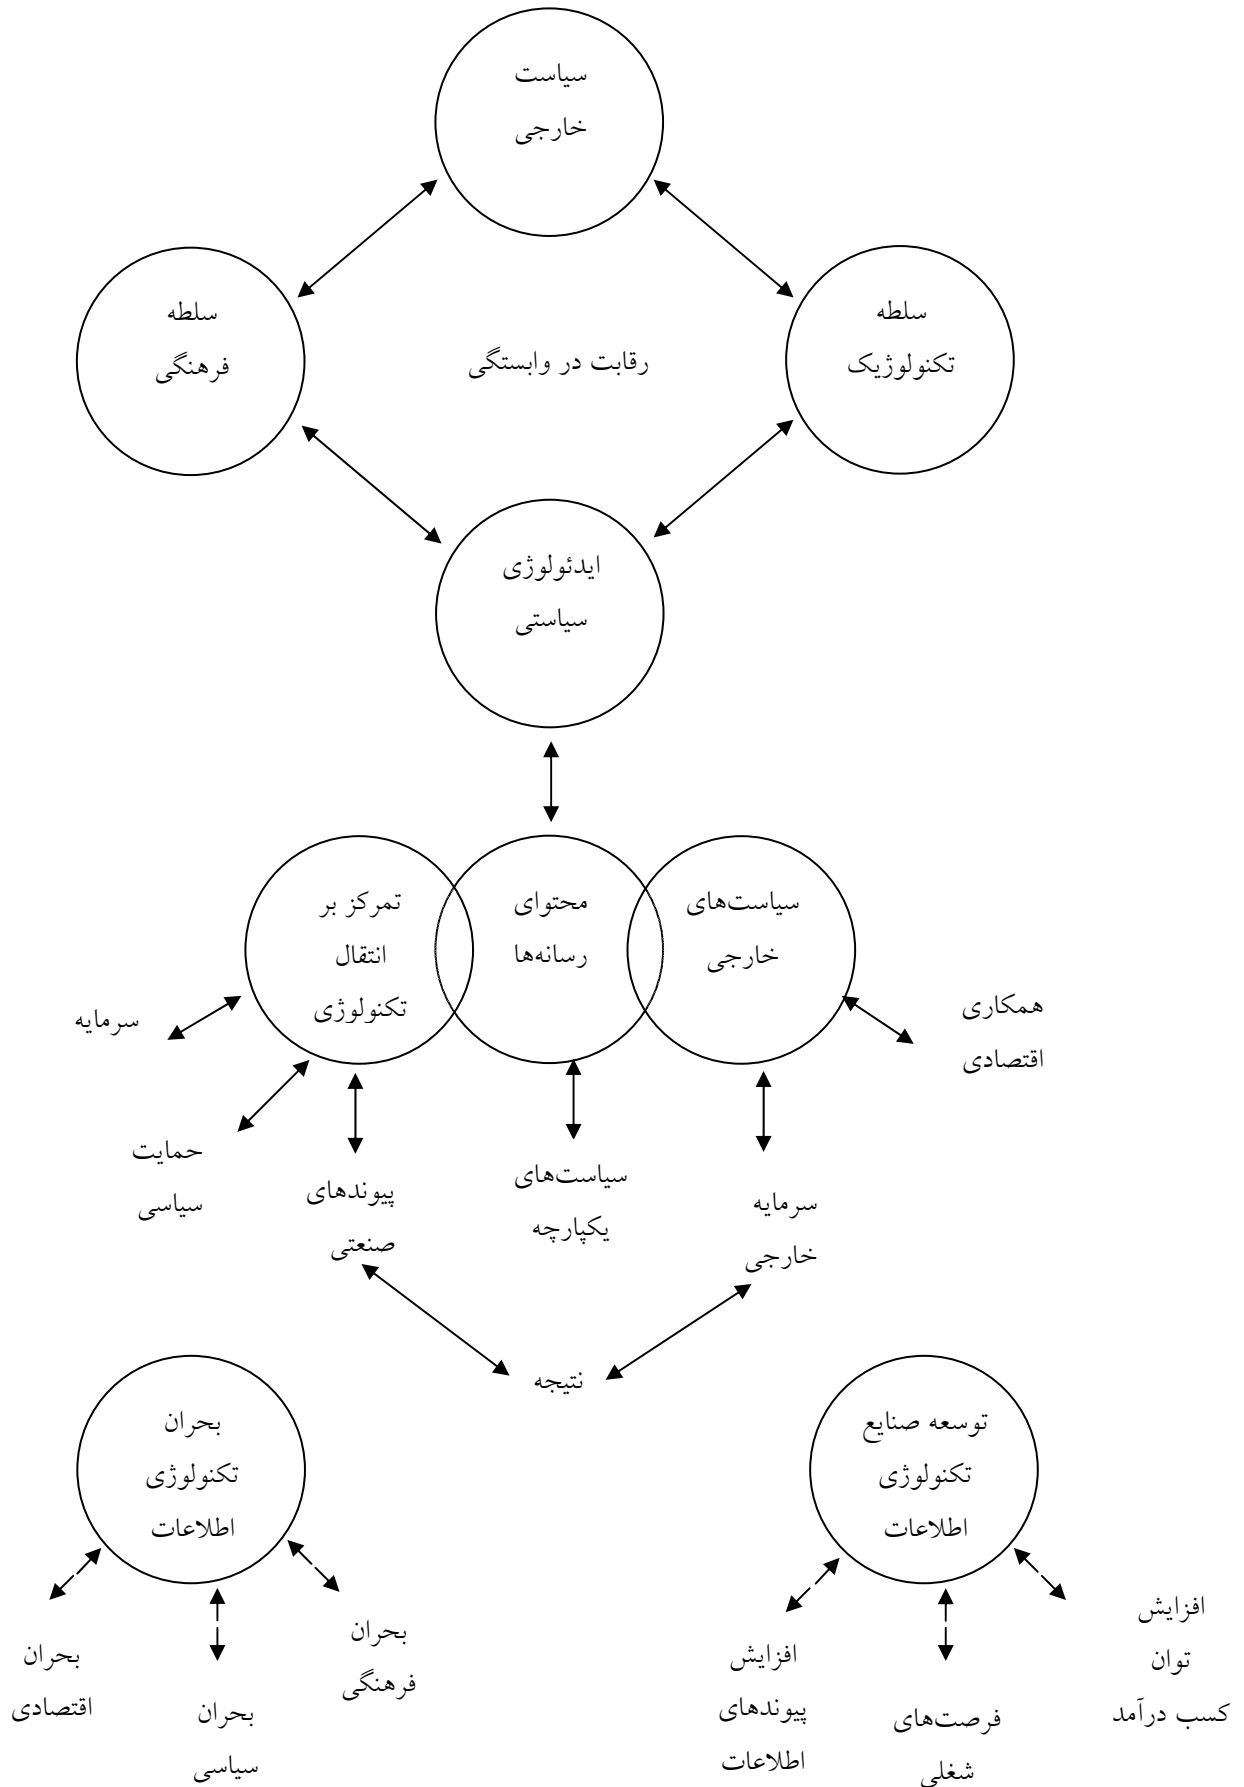 سیاست
خارجی
سلطه
تکنولوژیک
رقابت در وابستگی
سلطه
فرهنگی
ایدئولوژی
سیاستی
سیاست‌های
خارجی
محتوای
رسانه‌ها
تمرکز بر
انتقال
تکنولوژی
همکاری
اقتصادی
سرمایه
خارجی
سیاست‌های
یکپارچه
پیوندهای
صنعتی
حمایت
سیاسی
سرمایه
نتیجه
توسعه صنایع
تکنولوژی
اطلاعات
افزایش
توان
کسب درآمد
فرصت‌های
شغلی
افزایش
پیوندهای
اطلاعات
بحران
تکنولوژی
اطلاعات
بحران
فرهنگی
بحران
سیاسی
بحران
اقتصادی